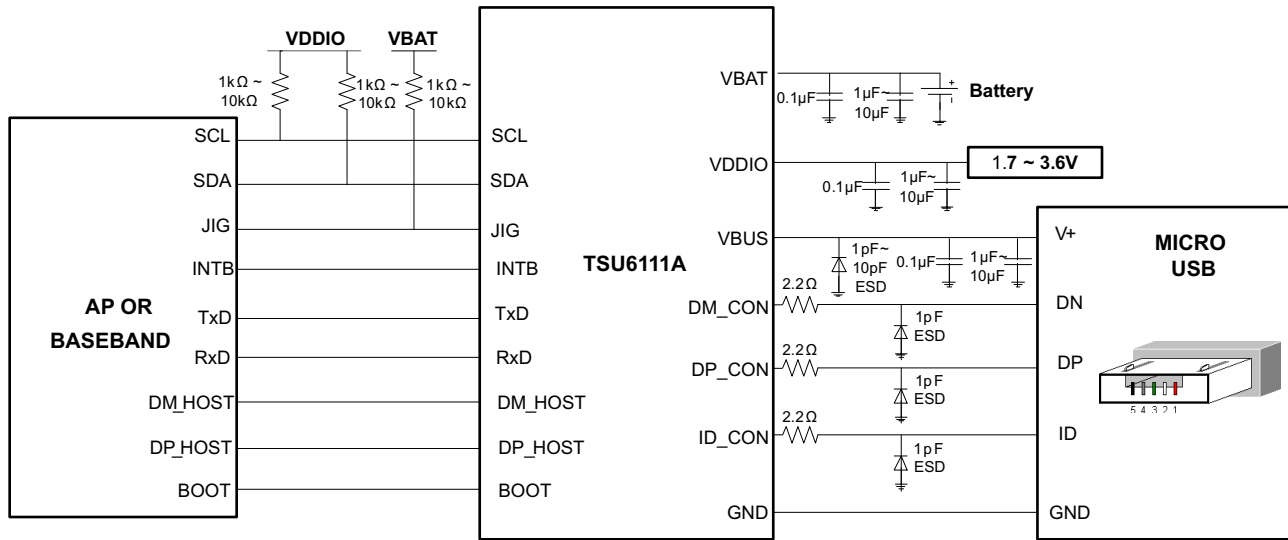 VDDIO
VBAT
1kΩ ~
10kΩ
1kΩ ~
10kΩ
1kΩ ~
10kΩ
AP OR
BASEBAND
SCL
SDA
JIG
INTB
TxD
RxD
DM_HOST
DP_HOST
BOOT
TSU6111A
SCL
SDA
JIG
INTB
TxD
RxD
DM_HOST
DP_HOST
BOOT
VBAT
VDDIO
VBUS
DM_CON
DP_CON
ID_CON
GND
0.1µF
1µF~
10µF
+
-
Battery
0.1µF
1µF~
10µF
1.7 ~ 3.6V
1pF~
10pF
ESD
0.1µF
1µF~
10µF
2.2Ω
1pF
ESD
2.2Ω
1pF
ESD
2.2Ω
1pF
ESD
V+
MICRO
USB
DN
DP
ID
GND
5 4 3 2 1